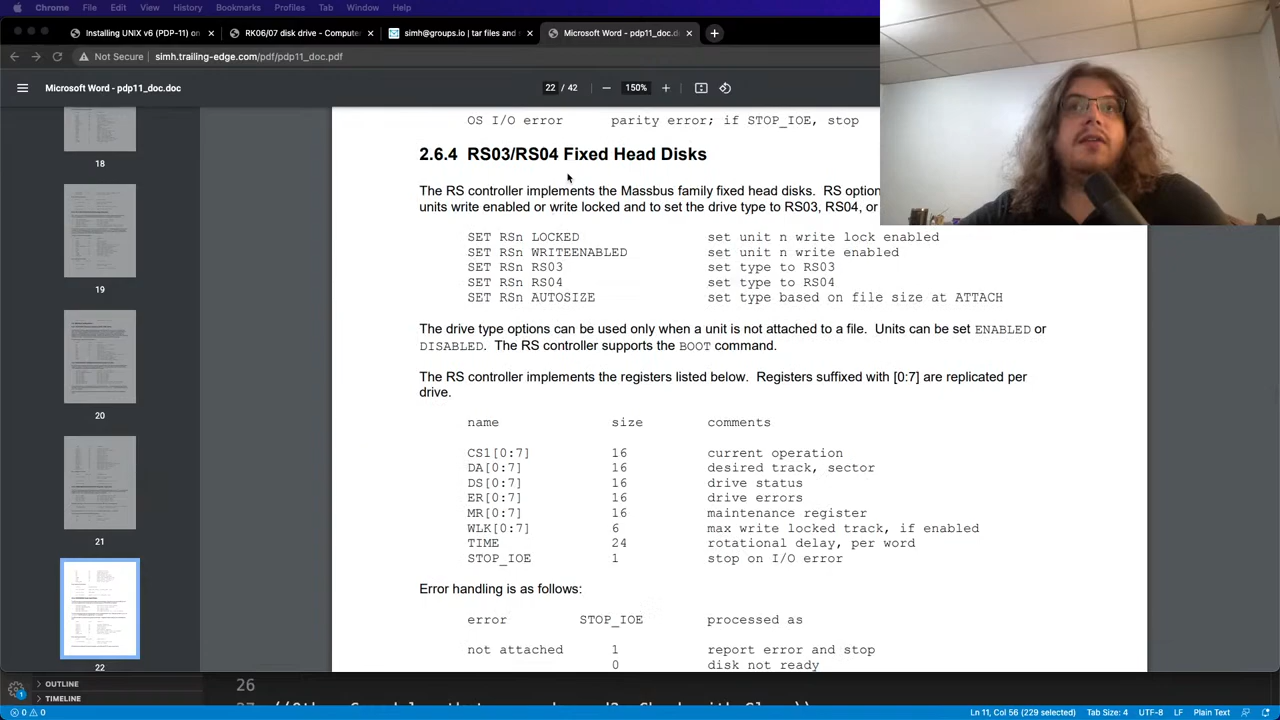 Chrome File Edit View History Bookmarks Profiles Tab Window Help
Installing UNIX v6 (PDP-11) on
RK06/07 disk drive - Compute
simh@groups.io | tar files and
Microsoft Word - pdp11_doc.do
Not Secure simh.trailing-edge.com/pdf/pdp11_doc.pdf
Microsoft Word - pdp11_doc.doc 22 / 42 150%
OS I/O error parity error; if STOP_IOE, stop
18
19
20
21
22
2.6.4 RS03/RS04 Fixed Head Disks
The RS controller implements the Massbus family fixed head disks. RS option
units write enabled or write locked and to set the drive type to RS03, RS04, or
SET RSn LOCKED set unit n write lock enabled
SET RSn WRITEENABLED set unit n write enabled
SET RSn RS03 set type to RS03
SET RSn RS04 set type to RS04
SET RSn AUTOSIZE set type based on file size at ATTACH
The drive type options can be used only when a unit is not attached to a file. Units can be set ENABLED or
DISABLED. The RS controller supports the BOOT command.
The RS controller implements the registers listed below. Registers suffixed with [0:7] are replicated per
drive.
name size comments
CS1[0:7] 16 current operation
DA[0:7] 16 desired track, sector
DS[0:7] 16 drive status
ER[0:7] 16 drive errors
MR[0:7] 16 maintenance register
WLK[0:7] 6 max write locked track, if enabled
TIME 24 rotational delay, per word
STOP_IOE 1 stop on I/O error
Error handling is as follows:
error STOP_IOE processed as
not attached 1 report error and stop
0 disk not ready
OUTLINE
TIMELINE
26
0 0 Ln 11, Col 56 (229 selected) Tab Size: 4 UTF-8 LF Plain Text